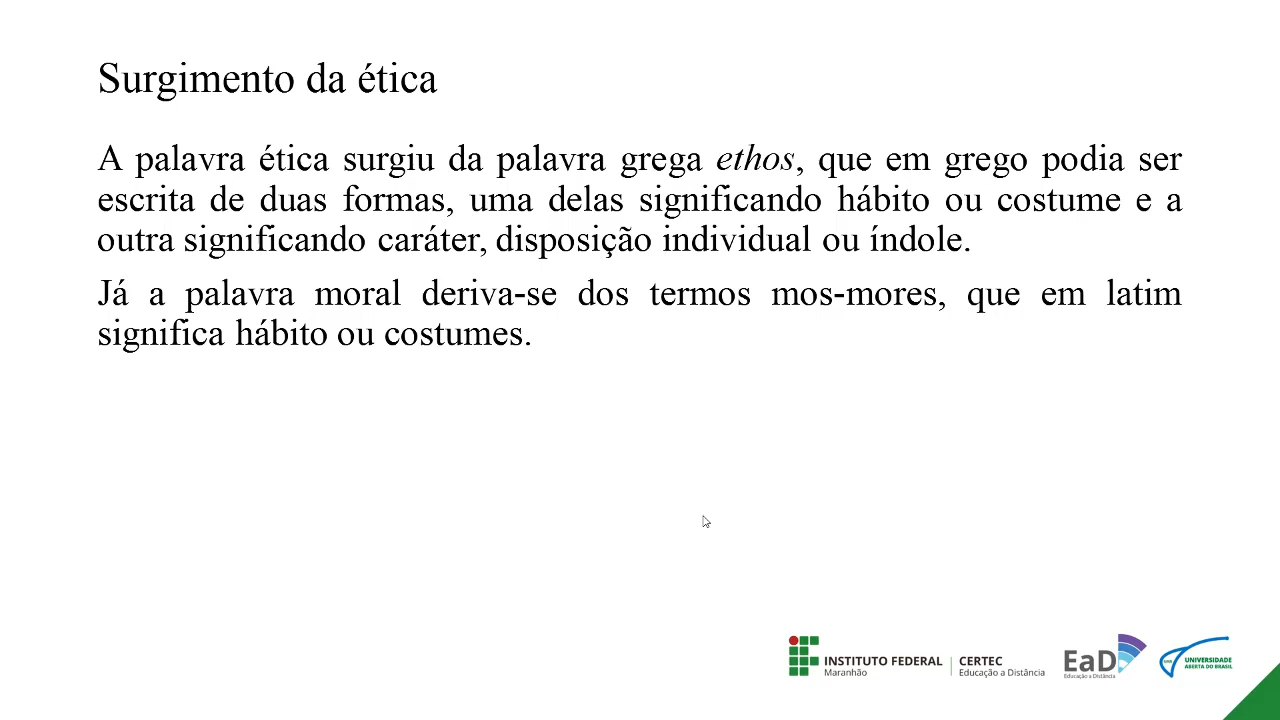 Surgimento da ética
A palavra ética surgiu da palavra grega ethos, que em grego podia ser
escrita de duas formas, uma delas significando hábito ou costume e a
outra significando caráter, disposição individual ou índole.
Já a palavra moral deriva-se dos termos mos-mores, que em latim
significa hábito ou costumes.
INSTITUTO FEDERAL
Maranhão
CERTEC
Educação a Distância
EaD
Educação a Distância
UNIVERSIDADE
ABERTA DO BRASIL